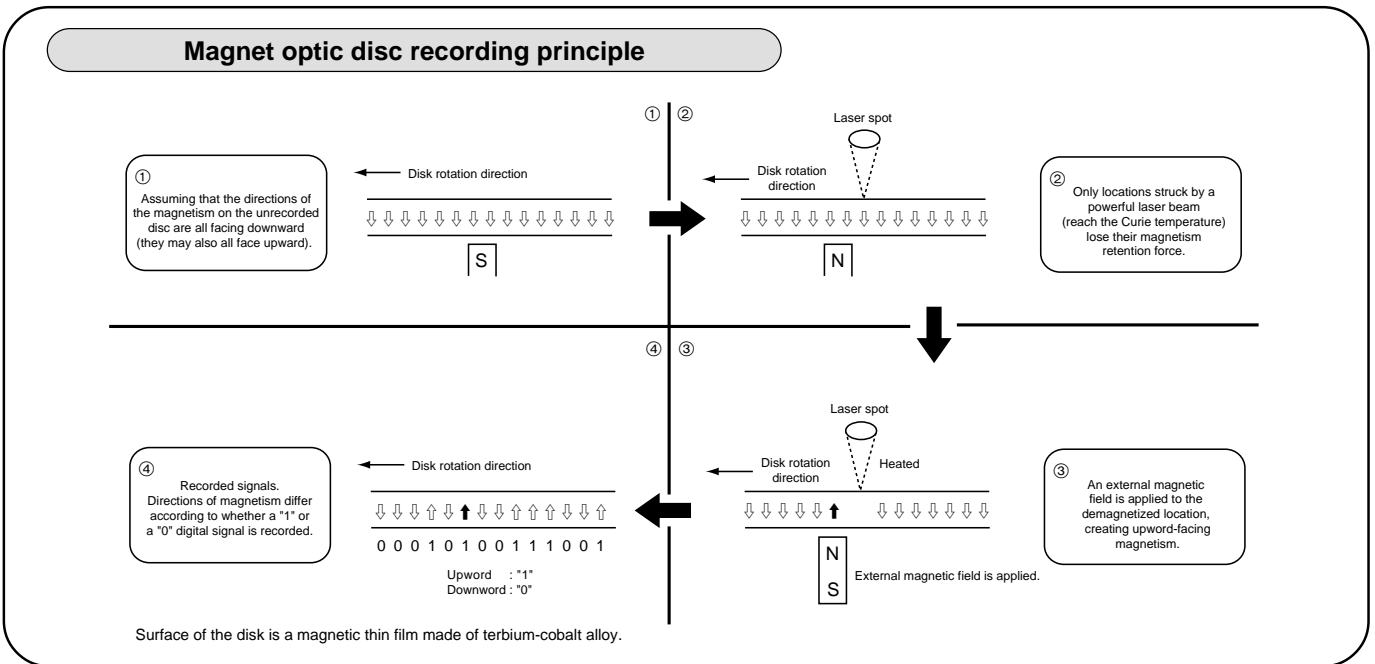 Magnet optic disc recording principle
① ②
①
Assuming that the directions of
the magnetism on the unrecorded
disc are all facing downward
(they may also all face upward).
Disk rotation direction
S
Laser spot
Disk rotation
direction
N
②
Only locations struck by a
powerful laser beam
(reach the Curie temperature)
lose their magnetism
retention force.
④ ③
④
Recorded signals.
Directions of magnetism differ
according to whether a "1" or
a "0" digital signal is recorded.
Disk rotation direction
0 0 0 1 0 1 0 0 1 1 1 0 0 1
Upword : "1"
Downword : "0"
Laser spot
Disk rotation
direction
Heated
N
S
External magnetic field is applied.
③
An external magnetic
field is applied to the
demagnetized location,
creating upword-facing
magnetism.
Surface of the disk is a magnetic thin film made of terbium-cobalt alloy.